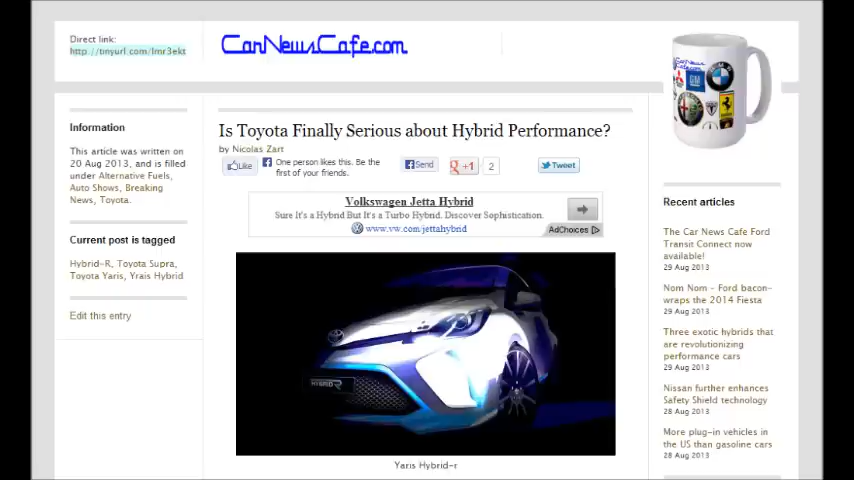 Direct link:
http://tinyurl.com/lmr3ekt
CarNewsCafe.com
Information
This article was written on
20 Aug 2013, and is filled
under Alternative Fuels,
Auto Shows, Breaking
News, Toyota.
Current post is tagged
Hybrid-R, Toyota Supra,
Toyota Yaris, Yrais Hybrid
Edit this entry
Is Toyota Finally Serious about Hybrid Performance?
by Nicolas Zart
Like
One person likes this. Be the
first of your friends.
Send
+1
2
Tweet
Volkswagen Jetta Hybrid
Sure It's a Hybrid But It's a Turbo Hybrid. Discover Sophistication.
www.vw.com/jettahybrid
AdChoices
HYBRID R
Yaris Hybrid-r
GM
BMW
Recent articles
The Car News Cafe Ford
Transit Connect now
available!
29 Aug 2013
Nom Nom - Ford bacon-
wraps the 2014 Fiesta
29 Aug 2013
Three exotic hybrids that
are revolutionizing
performance cars
29 Aug 2013
Nissan further enhances
Safety Shield technology
28 Aug 2013
More plug-in vehicles in
the US than gasoline cars
28 Aug 2013